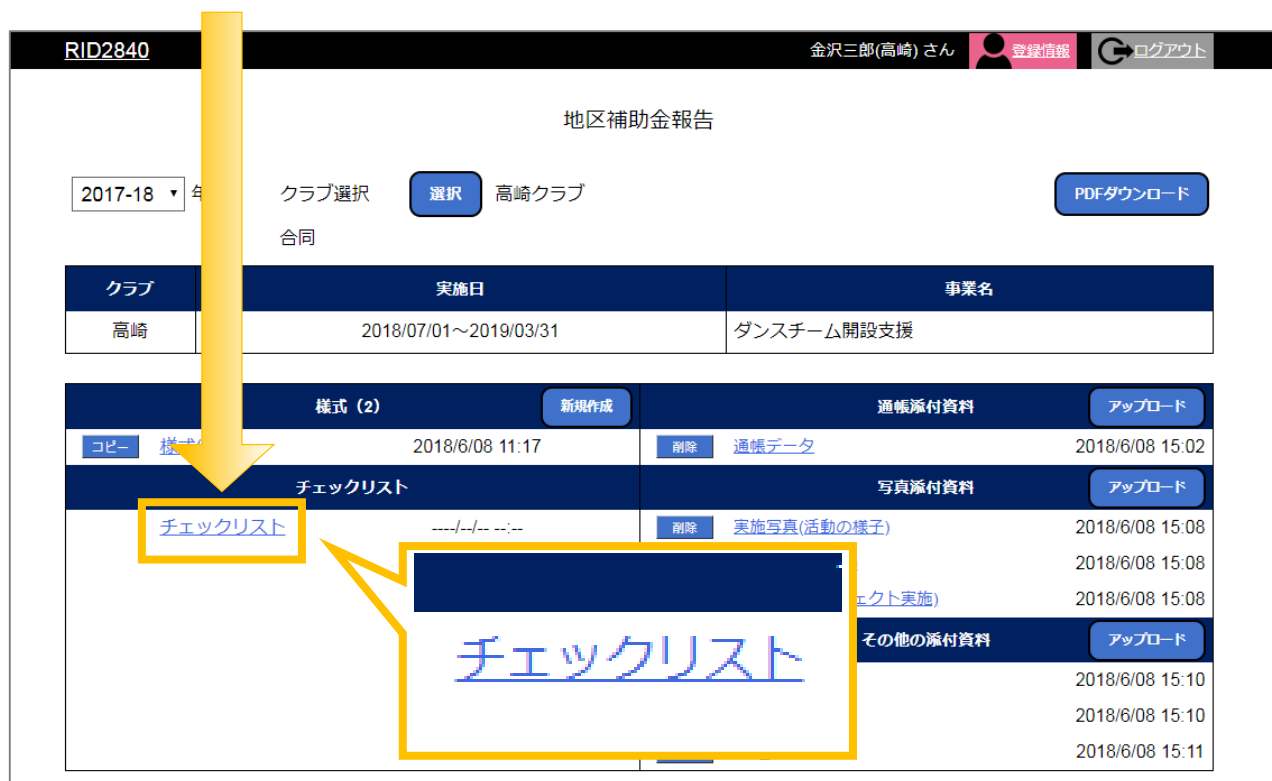 RID2840 金沢三郎(高崎) さん 登録情報 ログアウト
地区補助金報告
2017-18 クラブ選択 選択 高崎クラブ PDFダウンロード
合同
クラブ 実施日 事業名
高崎 2018/07/01～2019/03/31 ダンスチーム開設支援
様式（2） 新規作成 通帳添付資料 アップロード
コピー 2018/6/08 11:17 削除 通帳データ 2018/6/08 15:02
チェックリスト 写真添付資料 アップロード
チェックリスト ----/--/-- --:-- 削除 実施写真(活動の様子) 2018/6/08 15:08
2018/6/08 15:08
ェクト実施) 2018/6/08 15:08
チェックリスト
その他の添付資料 アップロード
2018/6/08 15:10
2018/6/08 15:10
2018/6/08 15:11